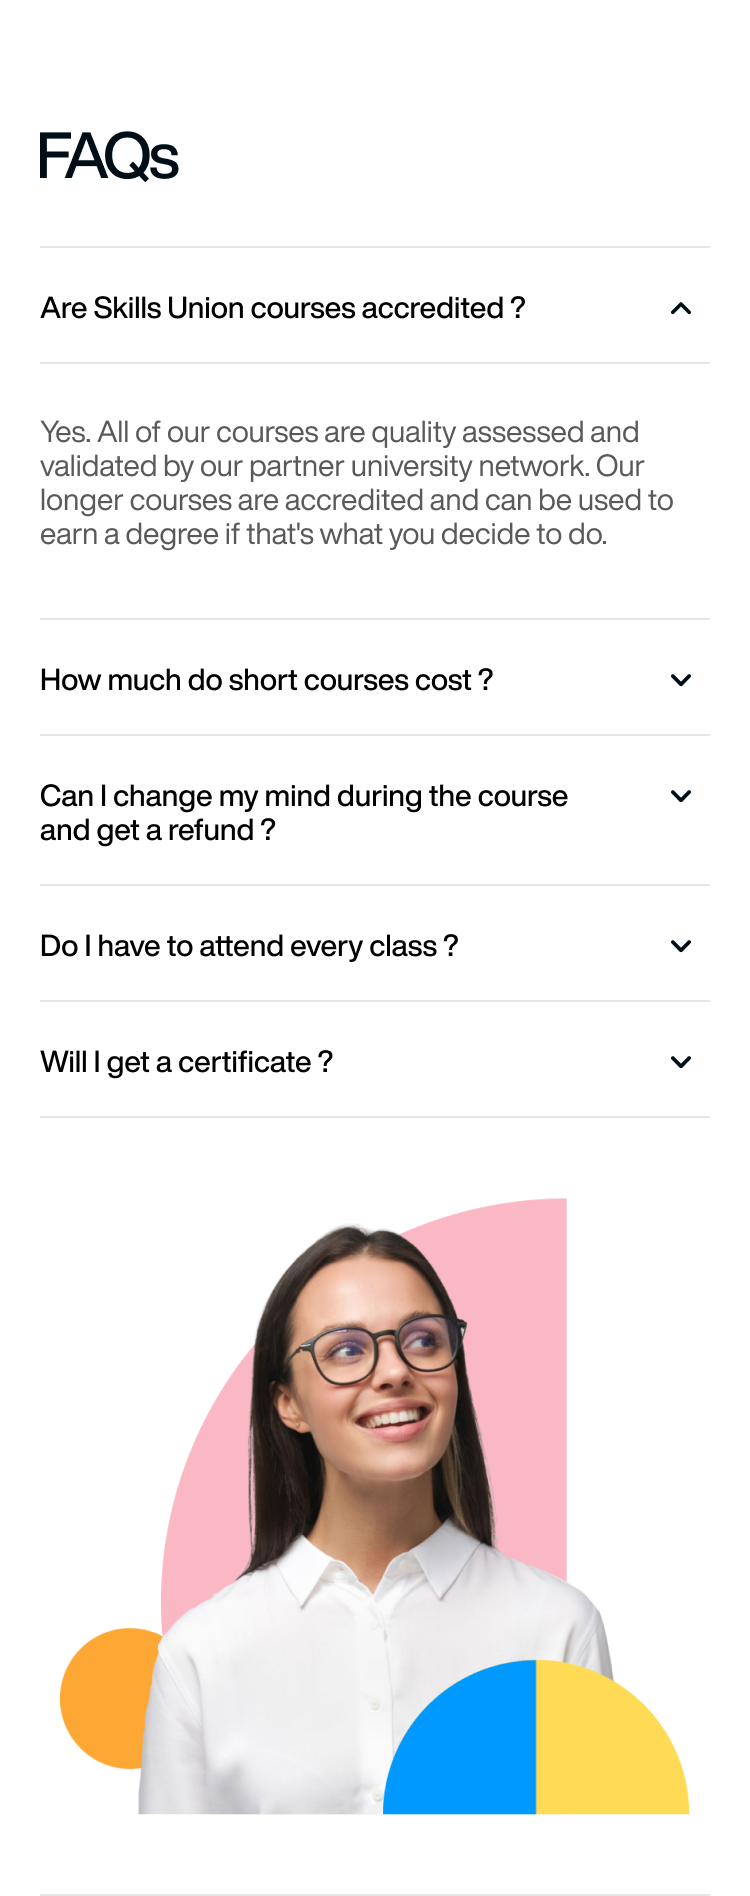 FAQs
Are Skills Union courses accredited ?
Yes. All of our courses are quality assessed and
validated by our partner university network. Our
longer courses are accredited and can be used to
earn a degree if that's what you decide to do.
How much do short courses cost ?
Can I change my mind during the course
and get a refund ?
Do I have to attend every class ?
Will I get a certificate ?